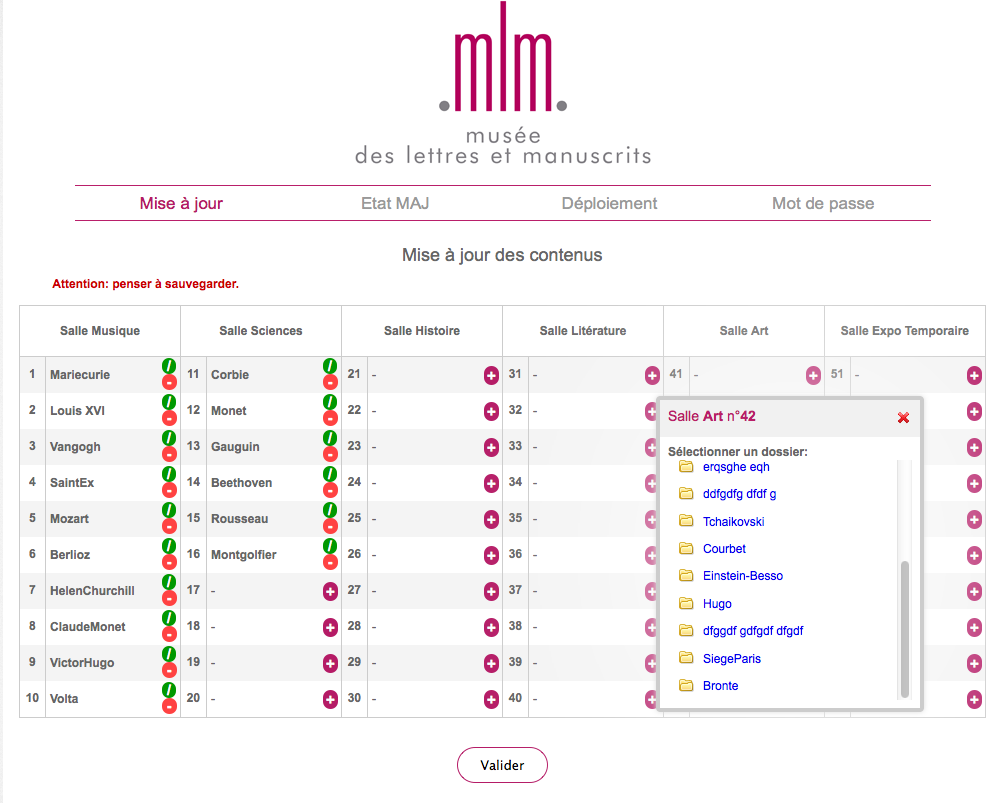 .mlm.
musée
des lettres et manuscrits
Mise à jour Etat MAJ Déploiement Mot de passe
Mise à jour des contenus
Attention: penser à sauvegarder.
Salle Musique Salle Sciences Salle Histoire Salle Litérature Salle Art Salle Expo Temporaire
1 Mariecurie 11 Corbie 21 - 31 - 41 - 51 -
2 Louis XVI 12 Monet 22 - 32 -
3 Vangogh 13 Gauguin 23 - 33 -
4 SaintEx 14 Beethoven 24 - 34 -
5 Mozart 15 Rousseau 25 - 35 -
6 Berlioz 16 Montgolfier 26 - 36 -
7 HelenChurchill 17 - 27 - 37 -
8 ClaudeMonet 18 - 28 - 38 -
9 VictorHugo 19 - 29 - 39 -
10 Volta 20 - 30 - 40 -
Salle Art n°42
Sélectionner un dossier:
erqsghe eqh
ddfgdfg dfdf g
Tchaikovski
Courbet
Einstein-Besso
Hugo
dfggdf gdfgdf dfgdf
SiegeParis
Bronte
Valider